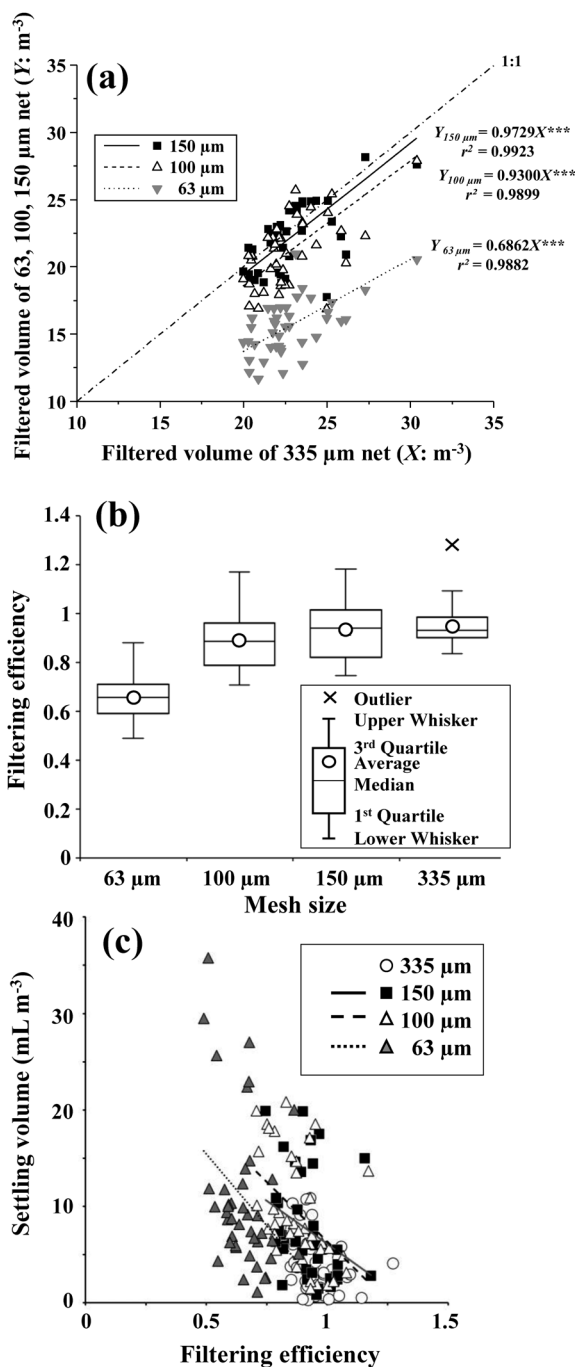 Filtered volume of 63, 100, 150 µm net (Y: m-3)
(a)
35
30
25
20
15
10
1:1
150 µm
100 µm
63 µm
Y150 µm = 0.9729X***
r2 = 0.9923
Y100 µm = 0.9300X***
r2 = 0.9899
Y63 µm = 0.6862X***
r2 = 0.9882
10 15 20 25 30 35
Filtered volume of 335 µm net (X: m-3)
(b)
Filtering efficiency
1.4
1.2
1
0.8
0.6
0.4
0.2
0
Outlier
Upper Whisker
3rd Quartile
Average
Median
1st Quartile
Lower Whisker
63 µm 100 µm 150 µm 335 µm
Mesh size
(c)
Settling volume (mL m-3)
40
30
20
10
0
335 µm
150 µm
100 µm
63 µm
0 0.5 1 1.5
Filtering efficiency